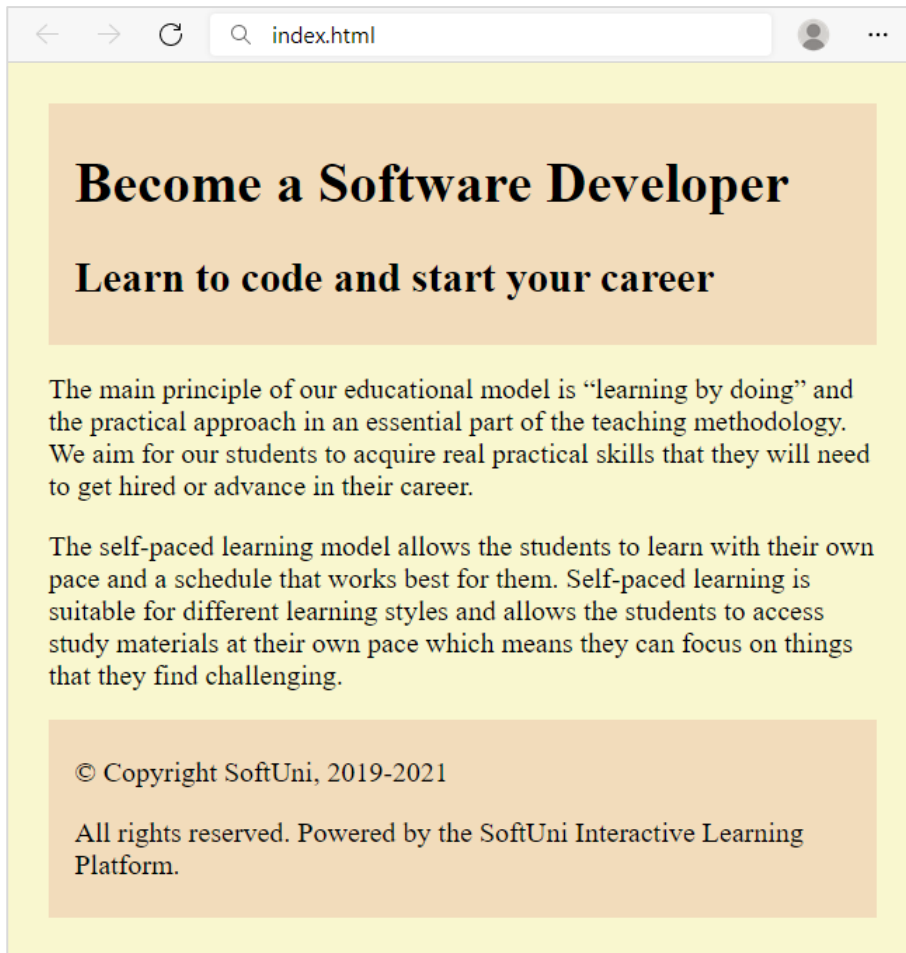 index.html
Become a Software Developer
Learn to code and start your career
The main principle of our educational model is “learning by doing” and
the practical approach in an essential part of the teaching methodology.
We aim for our students to acquire real practical skills that they will need
to get hired or advance in their career.
The self-paced learning model allows the students to learn with their own
pace and a schedule that works best for them. Self-paced learning is
suitable for different learning styles and allows the students to access
study materials at their own pace which means they can focus on things
that they find challenging.
© Copyright SoftUni, 2019-2021
All rights reserved. Powered by the SoftUni Interactive Learning
Platform.